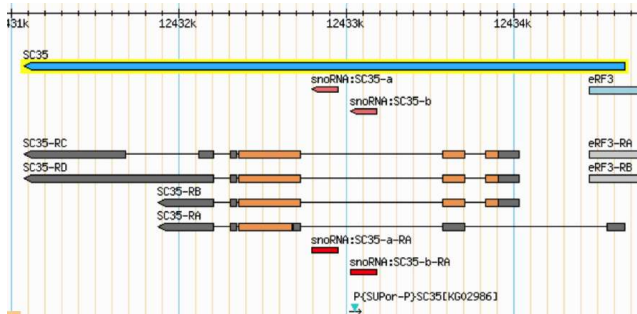 431k 12432k 12433k 12434k
SC35
snoRNA:SC35-a eRF3
snoRNA:SC35-b
SC35-RC eRF3-RA
SC35-RD eRF3-RB
SC35-RB
SC35-RA
snoRNA:SC35-a-RA
snoRNA:SC35-b-RA
P{SUPor-P}SC35[KG02986]